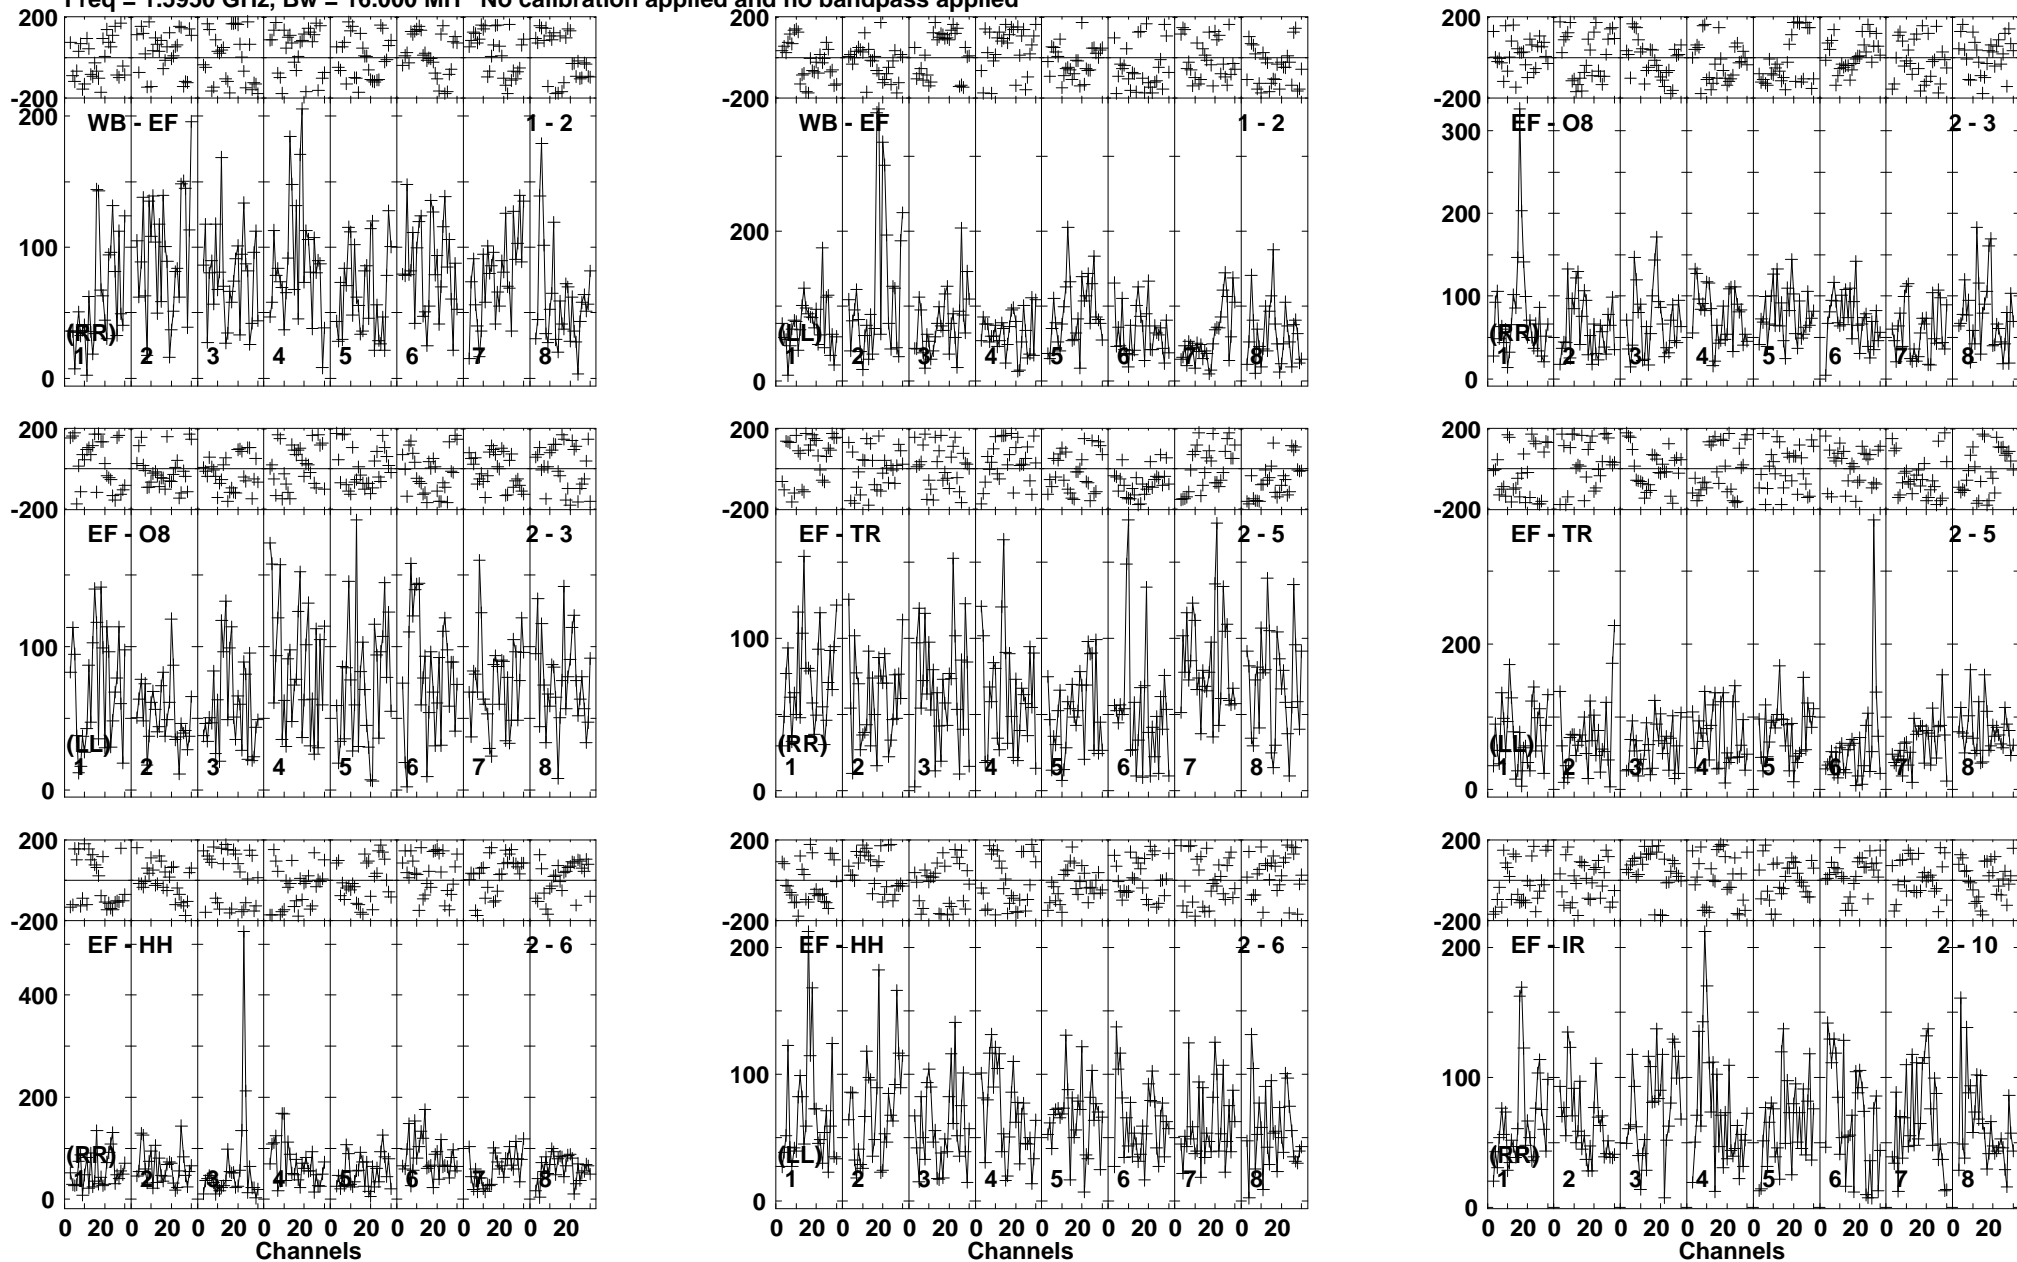 Freq = 1.5950 GHz, Bw = 16.000 MH No calibration applied and no bandpass applied
200 200 200
-200 -200 -200
200 WB - EF 1 - 2
100
0
(RR)
1 2 3 4 5 6 7 8
WB - EF 1 - 2
200
0
(LL)
1 2 3 4 5 6 7 8
300 EF - O8 2 - 3
200
100
0
(RR)
1 2 3 4 5 6 7 8
200 200 200
-200 -200 -200
EF - O8 2 - 3
100
0
(LL)
1 2 3 4 5 6 7 8
EF - TR 2 - 5
100
0
(RR)
1 2 3 4 5 6 7 8
EF - TR 2 - 5
200
0
(LL)
1 2 3 4 5 6 7 8
200 200 200
-200 -200 -200
EF - HH 2 - 6
400
200
0
(RR)
1 2 3 4 5 6 7 8
200 EF - HH 2 - 6
100
0
(LL)
1 2 3 4 5 6 7 8
200 EF - IR 2 - 10
100
0
(RR)
1 2 3 4 5 6 7 8
0 20 0 20 0 20 0 20 0 20 0 20 0 20 0 20
Channels
0 20 0 20 0 20 0 20 0 20 0 20 0 20 0 20
0 20 0 20 0 20 0 20 0 20 0 20 0 20 0 20
Channels